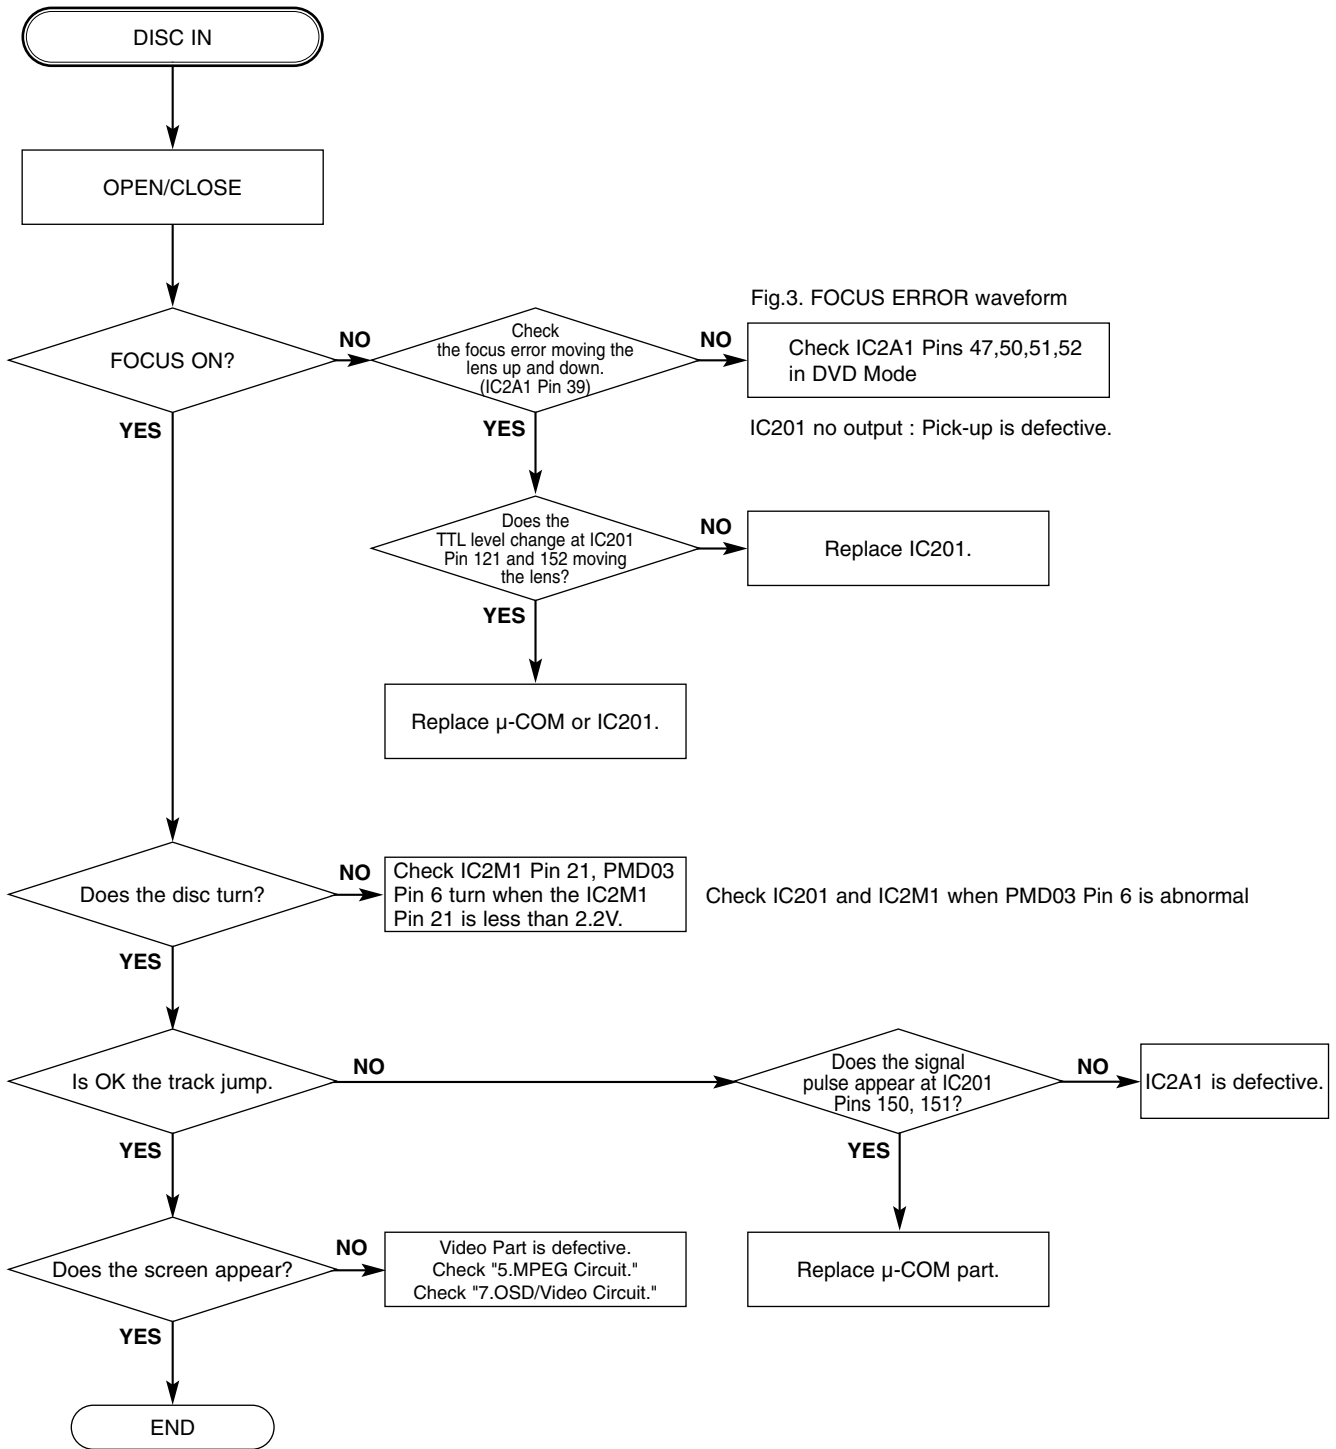 DISC IN
OPEN/CLOSE
Fig.3. FOCUS ERROR waveform
FOCUS ON?
NO
YES
Check
the focus error moving the
lens up and down.
(IC2A1 Pin 39)
NO
YES
Check IC2A1 Pins 47,50,51,52
in DVD Mode
IC201 no output : Pick-up is defective.
Does the
TTL level change at IC201
Pin 121 and 152 moving
the lens?
NO
YES
Replace IC201.
Replace µ-COM or IC201.
Does the disc turn?
NO
YES
Check IC2M1 Pin 21, PMD03
Pin 6 turn when the IC2M1
Pin 21 is less than 2.2V.
Check IC201 and IC2M1 when PMD03 Pin 6 is abnormal
Is OK the track jump.
NO
YES
Does the signal
pulse appear at IC201
Pins 150, 151?
NO
YES
IC2A1 is defective.
Replace µ-COM part.
Does the screen appear?
NO
YES
Video Part is defective.
Check "5.MPEG Circuit."
Check "7.OSD/Video Circuit."
END